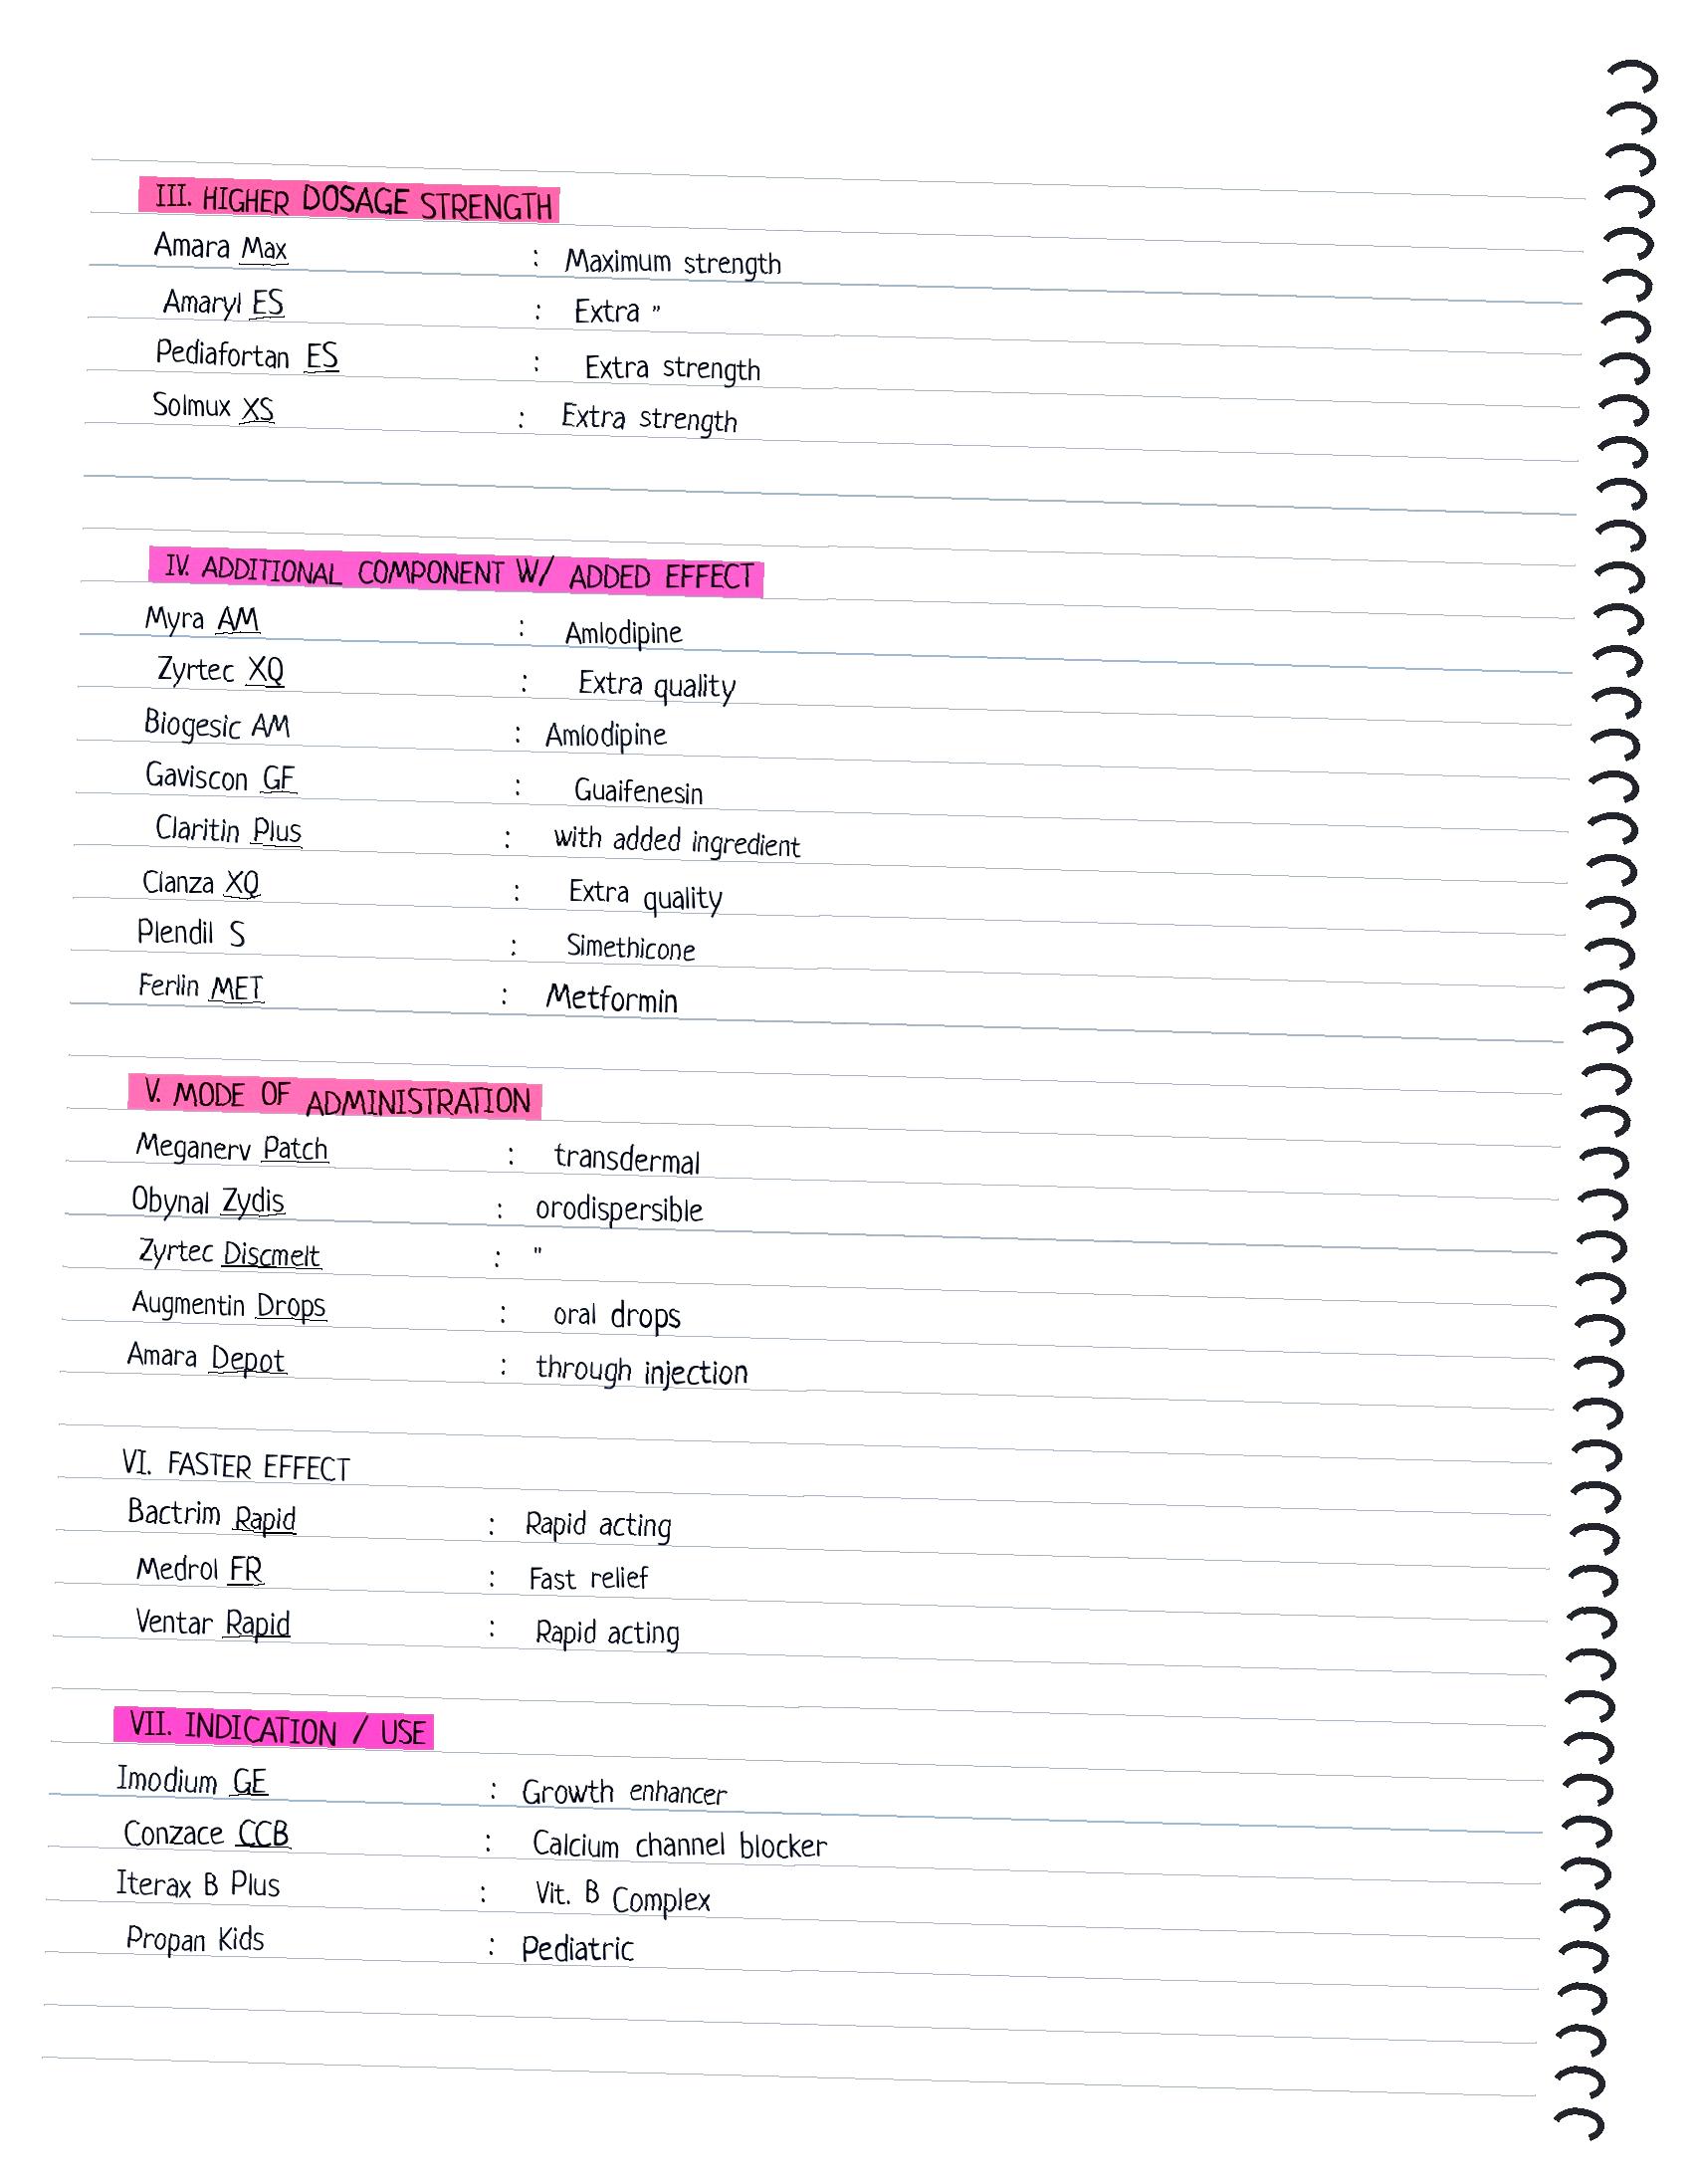 III. HIGHER DOSAGE STRENGTH
Amara Max : Maximum strength
Amaryl ES : Extra "
Pediafortan ES : Extra strength
Solmux XS : Extra strength
IV. ADDITIONAL COMPONENT W/ ADDED EFFECT
Myra AM : Amlodipine
Zyrtec XQ : Extra quality
Biogesic AM : Amlodipine
Gaviscon GF : Guaifenesin
Claritin Plus : with added ingredient
Clanza XQ : Extra quality
Plendil S : Simethicone
Ferlin MET : Metformin
V. MODE OF ADMINISTRATION
Meganerv Patch : transdermal
Obynal Zydis : orodispersible
Zyrtec Discmelt : "
Augmentin Drops : oral drops
Amara Depot : through injection
VI. FASTER EFFECT
Bactrim Rapid : Rapid acting
Medrol FR : Fast relief
Ventar Rapid : Rapid acting
VII. INDICATION / USE
Imodium GE : Growth enhancer
Conzace CCB : Calcium channel blocker
Iterax B Plus : Vit. B Complex
Propan Kids : Pediatric